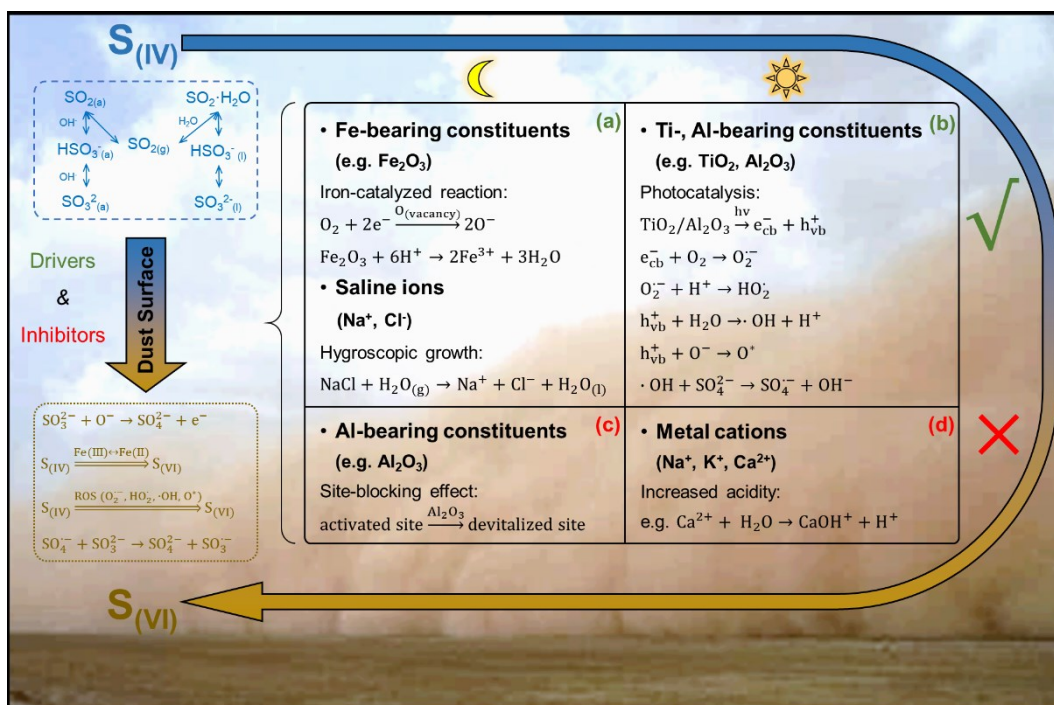 S(IV)
SO₂(a)
SO₂·H₂O
OH⁻
H₂O
SO₂(g)
HSO₃⁻(a)
HSO₃⁻(l)
OH⁻
SO₃²(a)
SO₃²⁻(l)
Drivers
&
Inhibitors
Dust Surface
SO₃²⁻ + O⁻ → SO₄²⁻ + e⁻
S(IV) Fe(III)↔Fe(II) ⟹ S(VI)
S(IV) ROS (O₂·⁻, HO₂·, ·OH, O*) ⟹ S(VI)
SO₄·⁻ + SO₃²⁻ → SO₄²⁻ + SO₃·⁻
S(VI)
• Fe-bearing constituents (a)
(e.g. Fe₂O₃)
Iron-catalyzed reaction:
O₂ + 2e⁻ O(vacancy) → 2O⁻
Fe₂O₃ + 6H⁺ → 2Fe³⁺ + 3H₂O
• Saline ions
(Na⁺, Cl⁻)
Hygroscopic growth:
NaCl + H₂O(g) → Na⁺ + Cl⁻ + H₂O(l)
• Ti-, Al-bearing constituents (b)
(e.g. TiO₂, Al₂O₃)
Photocatalysis:
TiO₂/Al₂O₃ hν → e⁻cb + h⁺vb
e⁻cb + O₂ → O₂·⁻
O₂·⁻ + H⁺ → HO₂·
h⁺vb + H₂O → · OH + H⁺
h⁺vb + O⁻ → O*
· OH + SO₄²⁻ → SO₄·⁻ + OH⁻
• Al-bearing constituents (c)
(e.g. Al₂O₃)
Site-blocking effect:
activated site Al₂O₃ → devitalized site
• Metal cations (d)
(Na⁺, K⁺, Ca²⁺)
Increased acidity:
e.g. Ca²⁺ + H₂O → CaOH⁺ + H⁺